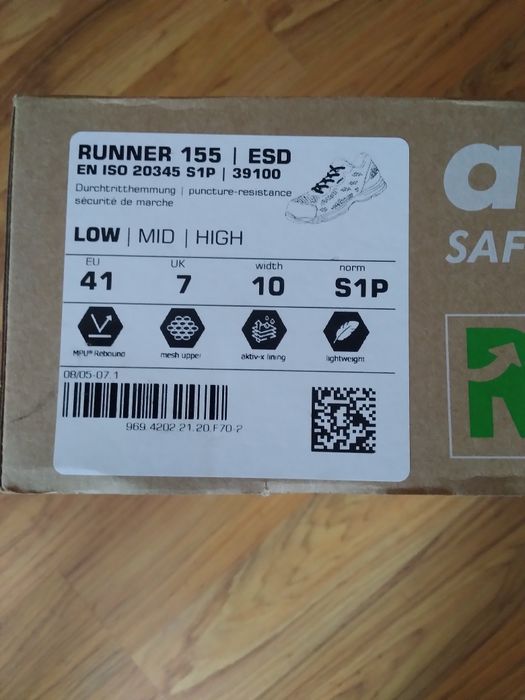 RUNNER 155 | ESD
EN ISO 20345 S1P | 39100
Durchtritthemmung | puncture-resistance
sécurité de marche
LOW | MID | HIGH
EU UK width norm
41 7 10 S1P
MPU® Rebound mesh upper aktiv-x lining lightweight
08/05-07.1
969.4202 21.20.F70-2
a
SAF
R